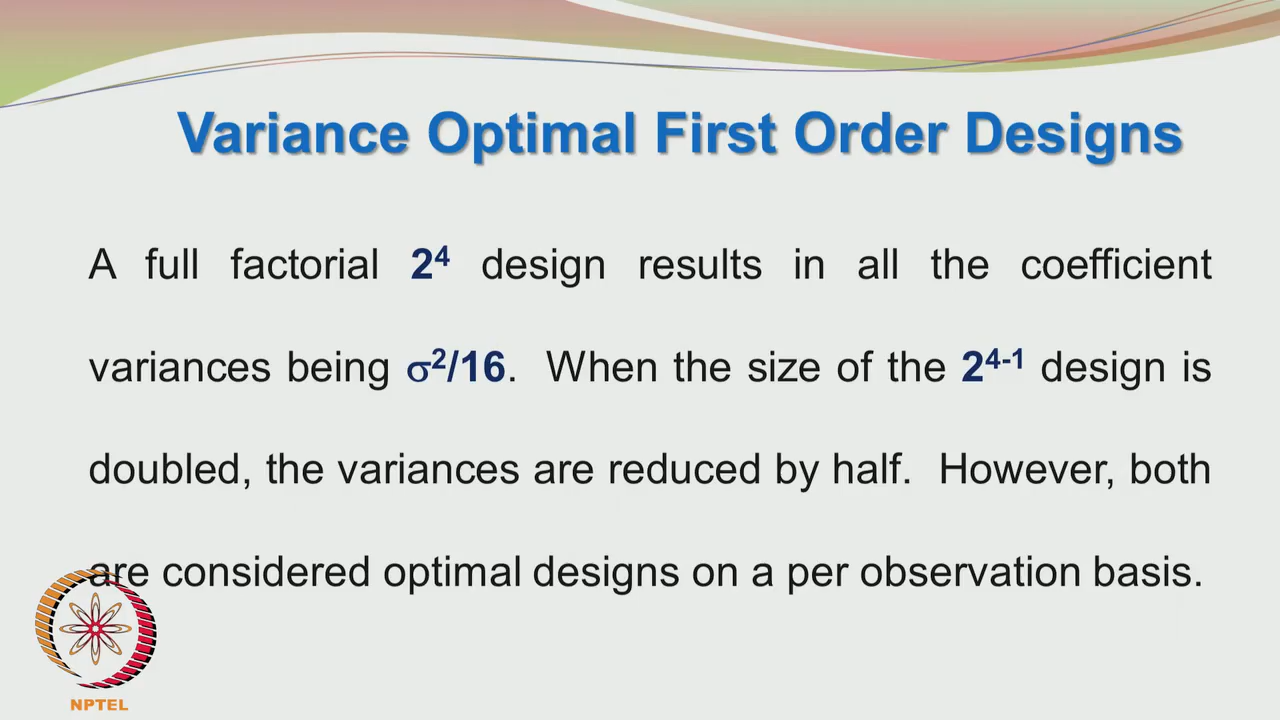 Variance Optimal First Order Designs
A full factorial 2⁴ design results in all the coefficient
variances being σ²/16. When the size of the 2⁴⁻¹ design is
doubled, the variances are reduced by half. However, both
are considered optimal designs on a per observation basis.
NPTEL